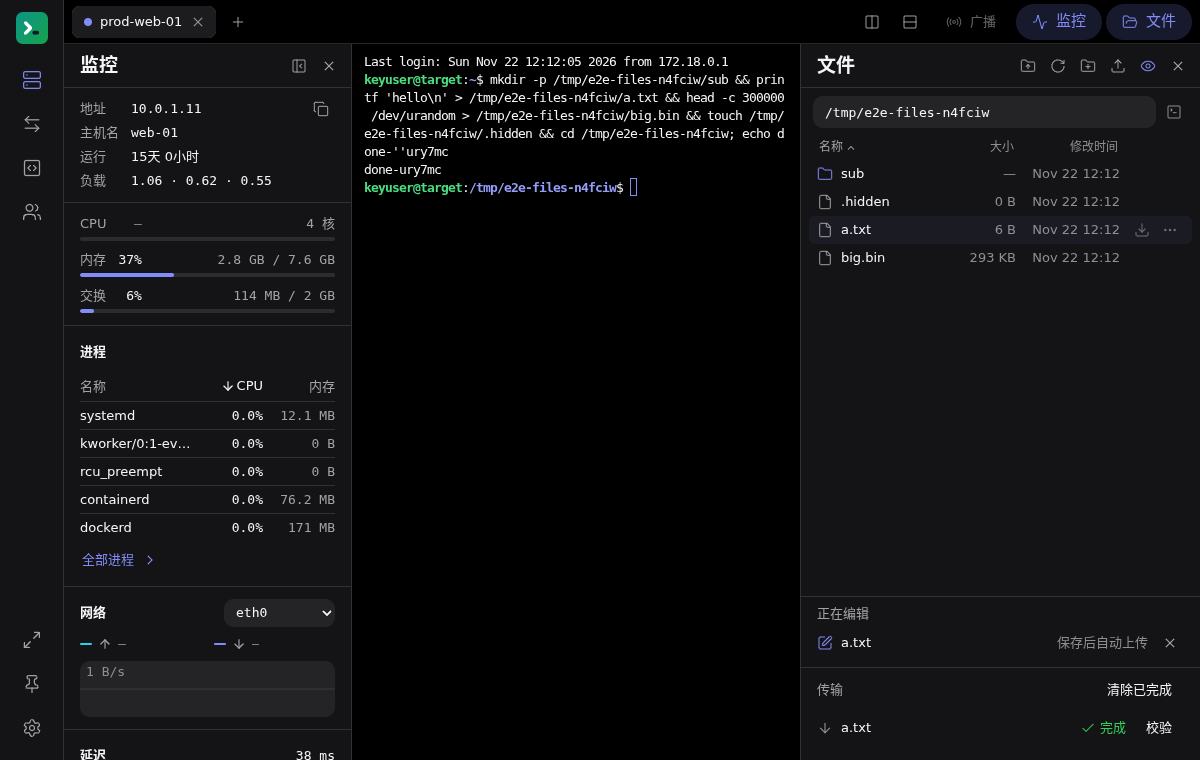 prod-web-01
广播
监控
文件
监控
地址 10.0.1.11
主机名 web-01
运行 15天 0小时
负载 1.06 · 0.62 · 0.55
CPU — 4 核
内存 37% 2.8 GB / 7.6 GB
交换 6% 114 MB / 2 GB
进程
名称 CPU 内存
systemd 0.0% 12.1 MB
kworker/0:1-ev… 0.0% 0 B
rcu_preempt 0.0% 0 B
containerd 0.0% 76.2 MB
dockerd 0.0% 171 MB
全部进程
网络 eth0
— —
1 B/s
延迟 38 ms
Last login: Sun Nov 22 12:12:05 2026 from 172.18.0.1
keyuser@target:~$ mkdir -p /tmp/e2e-files-n4fciw/sub && prin
tf 'hello\n' > /tmp/e2e-files-n4fciw/a.txt && head -c 300000
 /dev/urandom > /tmp/e2e-files-n4fciw/big.bin && touch /tmp/
e2e-files-n4fciw/.hidden && cd /tmp/e2e-files-n4fciw; echo d
one-''ury7mc
done-ury7mc
keyuser@target:/tmp/e2e-files-n4fciw$
文件
/tmp/e2e-files-n4fciw
名称 大小 修改时间
sub — Nov 22 12:12
.hidden 0 B Nov 22 12:12
a.txt 6 B Nov 22 12:12
big.bin 293 KB Nov 22 12:12
正在编辑
a.txt 保存后自动上传
传输 清除已完成
a.txt 完成 校验